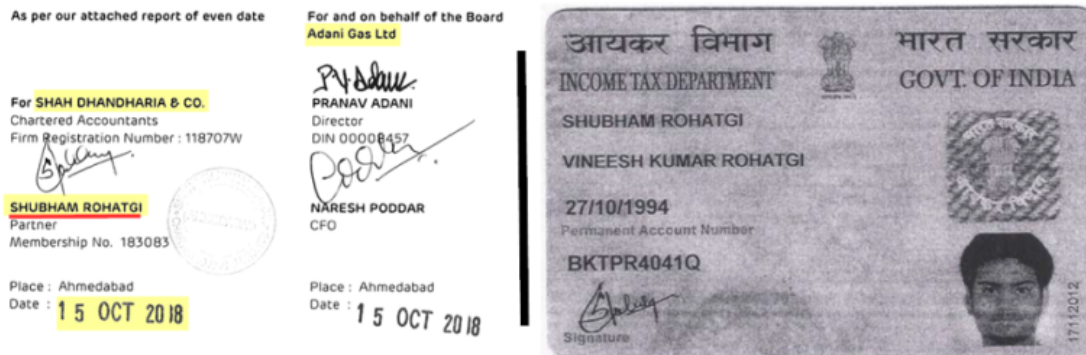 As per our attached report of even date
For SHAH DHANDHARIA & CO.
Chartered Accountants
Firm Registration Number : 118707W
SHUBHAM ROHATGI
Partner
Membership No. 183083
Place : Ahmedabad
Date : 15 OCT 2018
For and on behalf of the Board
Adani Gas Ltd
PRANAV ADANI
Director
DIN 00008457
NARESH PODDAR
CFO
Place : Ahmedabad
Date : 15 OCT 2018
आयकर विभाग
INCOME TAX DEPARTMENT
भारत सरकार
GOVT. OF INDIA
SHUBHAM ROHATGI
VINEESH KUMAR ROHATGI
27/10/1994
Permanent Account Number
BKTPR4041Q
Signature
17112012